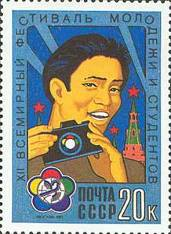 XII ВСЕМИРНЫЙ ФЕСТИВАЛЬ МОЛОДЕЖИ И СТУДЕНТОВ
ПОЧТА
СССР 20К